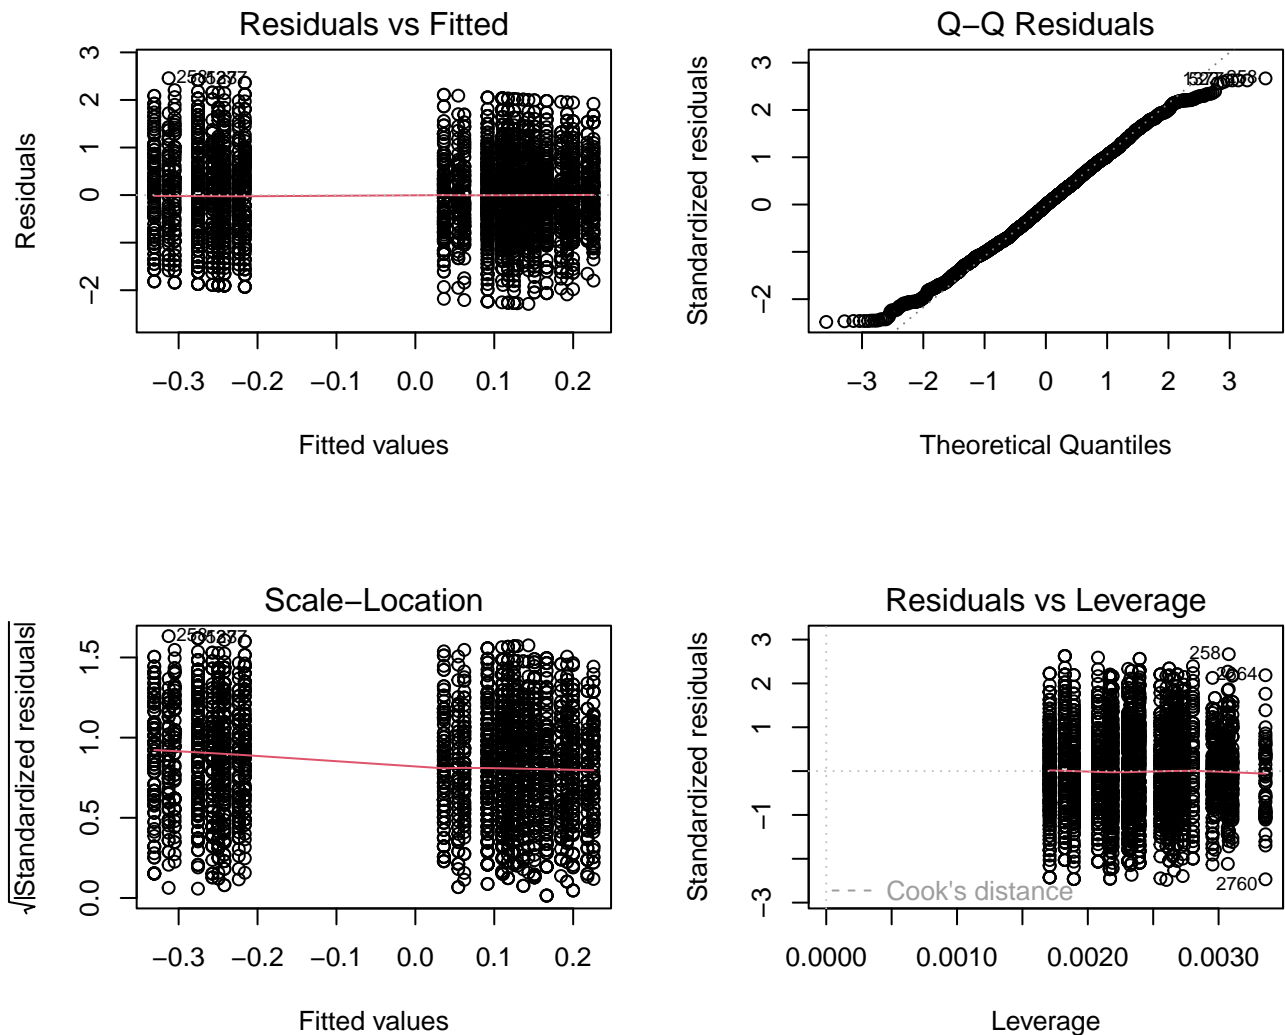 Residuals vs Fitted
Residuals
3
2
1
0
−2
258
−0.3 −0.2 −0.1 0.0 0.1 0.2
Fitted values
Q−Q Residuals
Standardized residuals
3
2
1
0
−2
258
−3 −2 −1 0 1 2 3
Theoretical Quantiles
Scale−Location
√|Standardized residuals|
1.5
1.0
0.5
0.0
258
−0.3 −0.2 −0.1 0.0 0.1 0.2
Fitted values
Residuals vs Leverage
Standardized residuals
3
2
1
−1
−3
258
2760
Cook's distance
0.0000 0.0010 0.0020 0.0030
Leverage